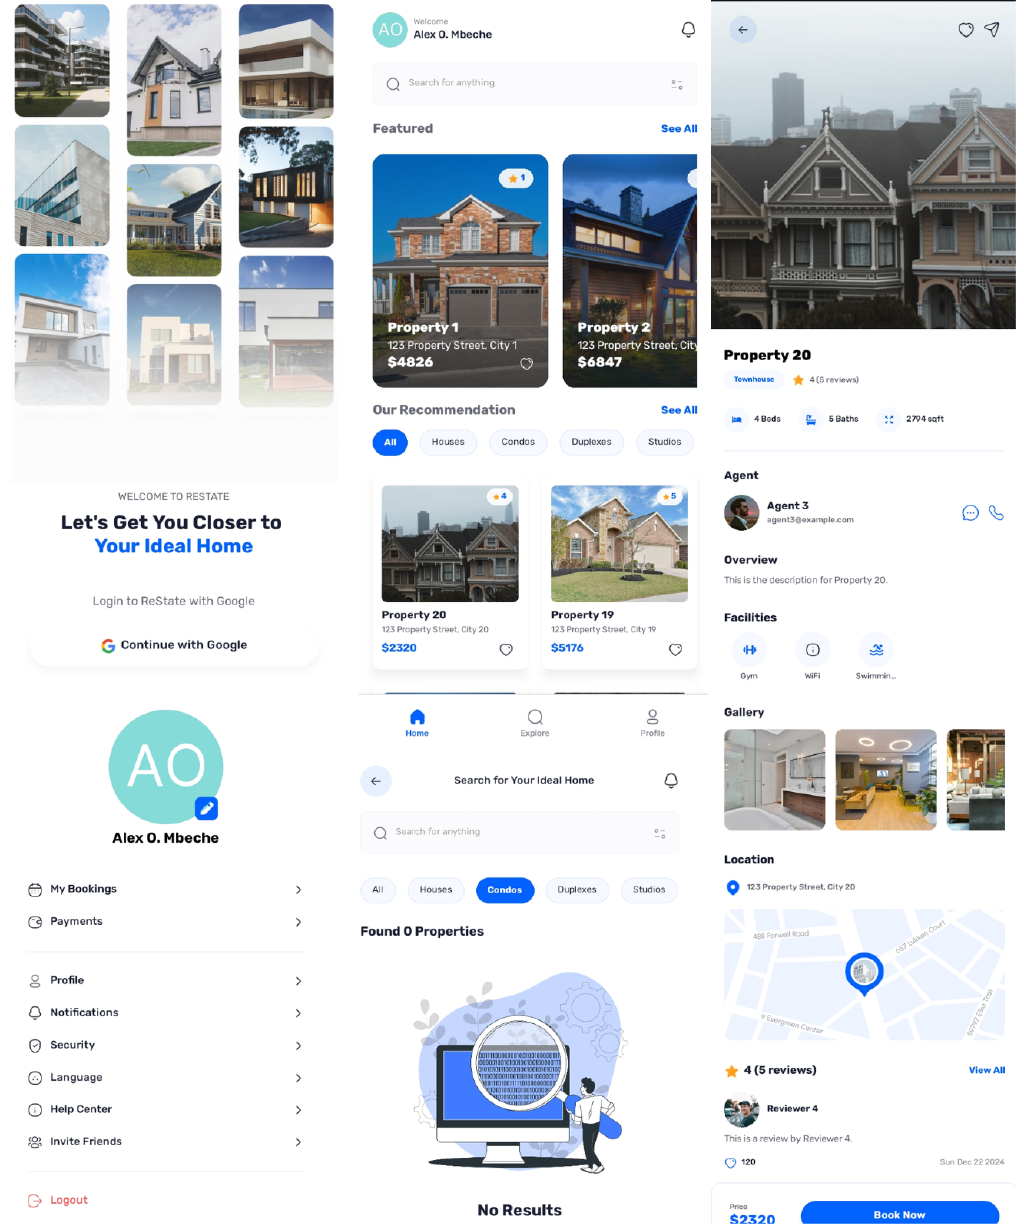 WELCOME TO RESTATE
Let's Get You Closer to
Your Ideal Home
Login to ReState with Google
Continue with Google
AO
Alex O. Mbeche
My Bookings
Payments
Profile
Notifications
Security
Language
Help Center
Invite Friends
Logout
AO
Welcome
Alex O. Mbeche
Search for anything
Featured
See All
1
Property 1
123 Property Street, City 1
$4826
Property 2
123 Property Street, City
$6847
Our Recommendation
See All
All
Houses
Condos
Duplexes
Studios
4
Property 20
123 Property Street, City 20
$2320
5
Property 19
123 Property Street, City 19
$5176
Home
Explore
Profile
Search for Your Ideal Home
Search for anything
All
Houses
Condos
Duplexes
Studios
Found 0 Properties
No Results
Property 20
Townhouse
4 (5 reviews)
4 Beds
5 Baths
2794 sqft
Agent
Agent 3
agent3@example.com
Overview
This is the description for Property 20.
Facilities
Gym
WiFi
Swimmin...
Gallery
Location
123 Property Street, City 20
488 Forwell Road
657 Lukken Court
9 Evergreen Center
Trail
4 (5 reviews)
View All
Reviewer 4
This is a review by Reviewer 4.
120
Sun Dec 22 2024
Price
$2320
Book Now